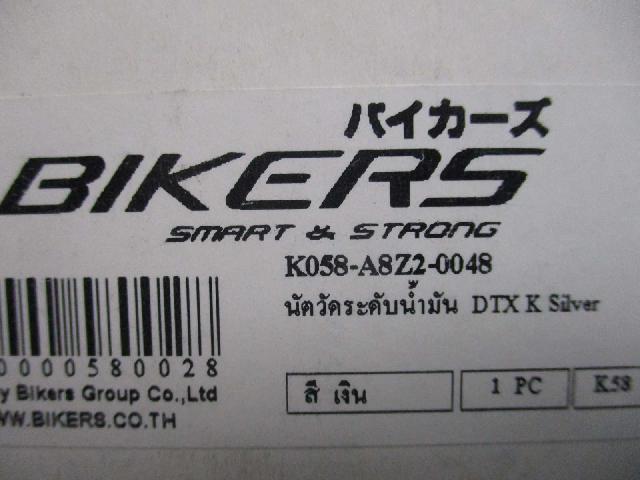 バイカーズ
BIKERS
SMART & STRONG
K058-A8Z2-0048
นัตวัดระดับน้ำมัน DTX K Silver
0000580028
สี เงิน
1 PC
K58
y Bikers Group Co.,Ltd
WW.BIKERS.CO.TH